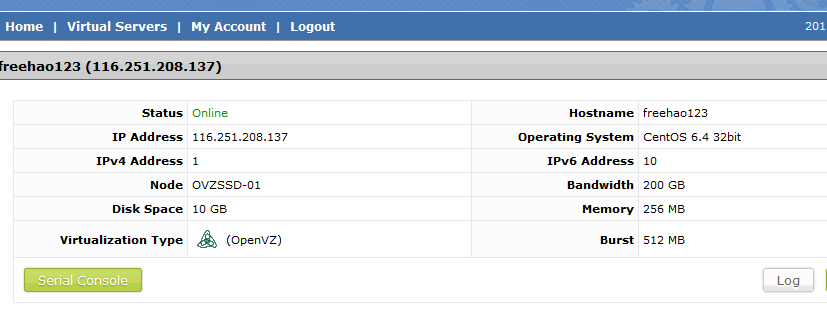 Home | Virtual Servers | My Account | Logout 201
freehao123 (116.251.208.137)
Status Online Hostname freehao123
IP Address 116.251.208.137 Operating System CentOS 6.4 32bit
IPv4 Address 1 IPv6 Address 10
Node OVZSSD-01 Bandwidth 200 GB
Disk Space 10 GB Memory 256 MB
Virtualization Type (OpenVZ) Burst 512 MB
Serial Console Log